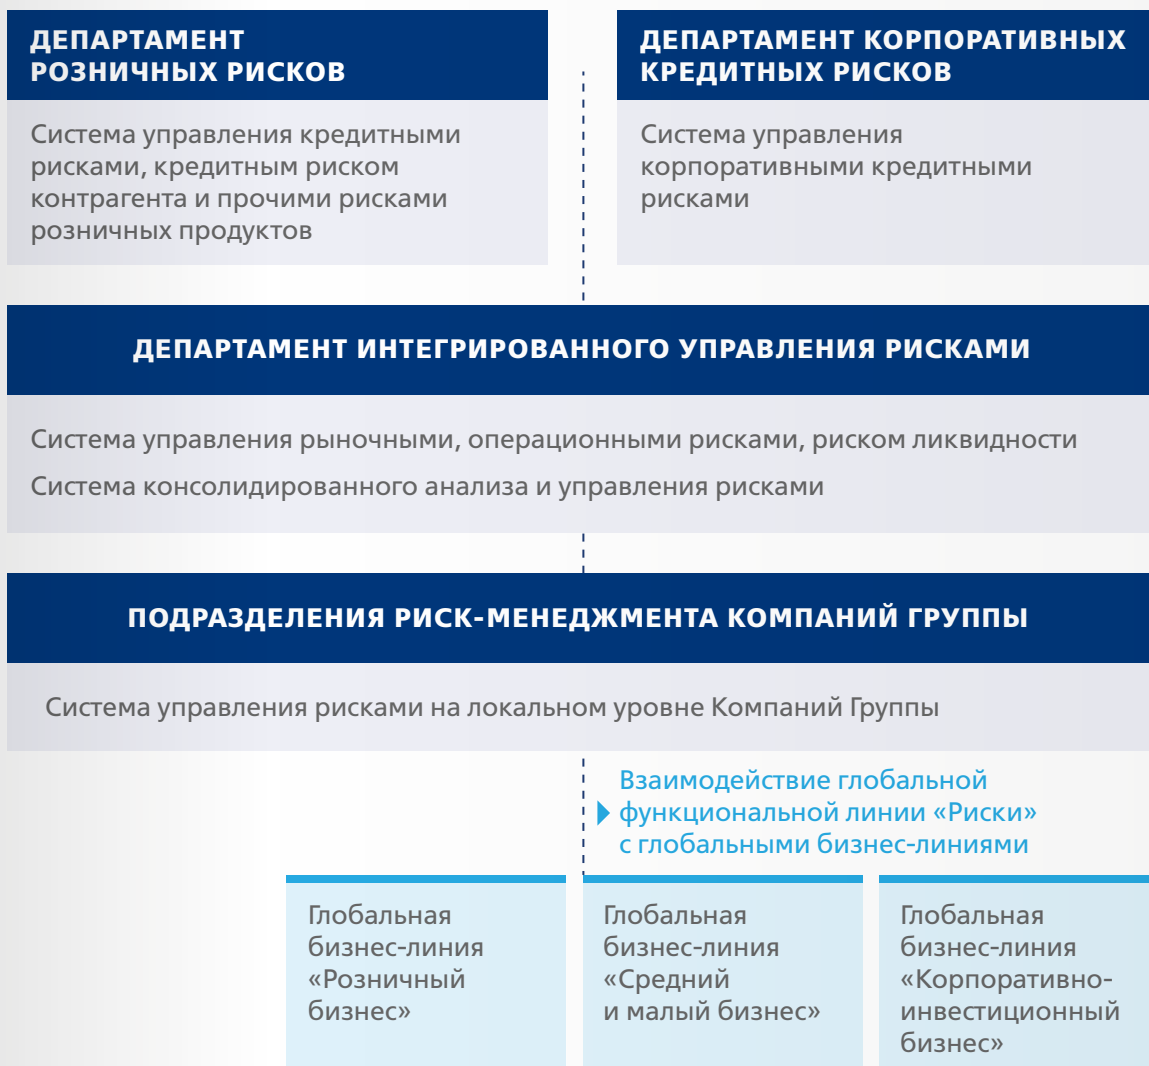 ДЕПАРТАМЕНТ
РОЗНИЧНЫХ РИСКОВ
Система управления кредитными
рисками, кредитным риском
контрагента и прочими рисками
розничных продуктов
ДЕПАРТАМЕНТ КОРПОРАТИВНЫХ
КРЕДИТНЫХ РИСКОВ
Система управления
корпоративными кредитными
рисками
ДЕПАРТАМЕНТ ИНТЕГРИРОВАННОГО УПРАВЛЕНИЯ РИСКАМИ
Система управления рыночными, операционными рисками, риском ликвидности
Система консолидированного анализа и управления рисками
ПОДРАЗДЕЛЕНИЯ РИСК-МЕНЕДЖМЕНТА КОМПАНИЙ ГРУППЫ
Система управления рисками на локальном уровне Компаний Группы
Взаимодействие глобальной
функциональной линии «Риски»
с глобальными бизнес-линиями
Глобальная
бизнес-линия
«Розничный
бизнес»
Глобальная
бизнес-линия
«Средний
и малый бизнес»
Глобальная
бизнес-линия
«Корпоративно-
инвестиционный
бизнес»